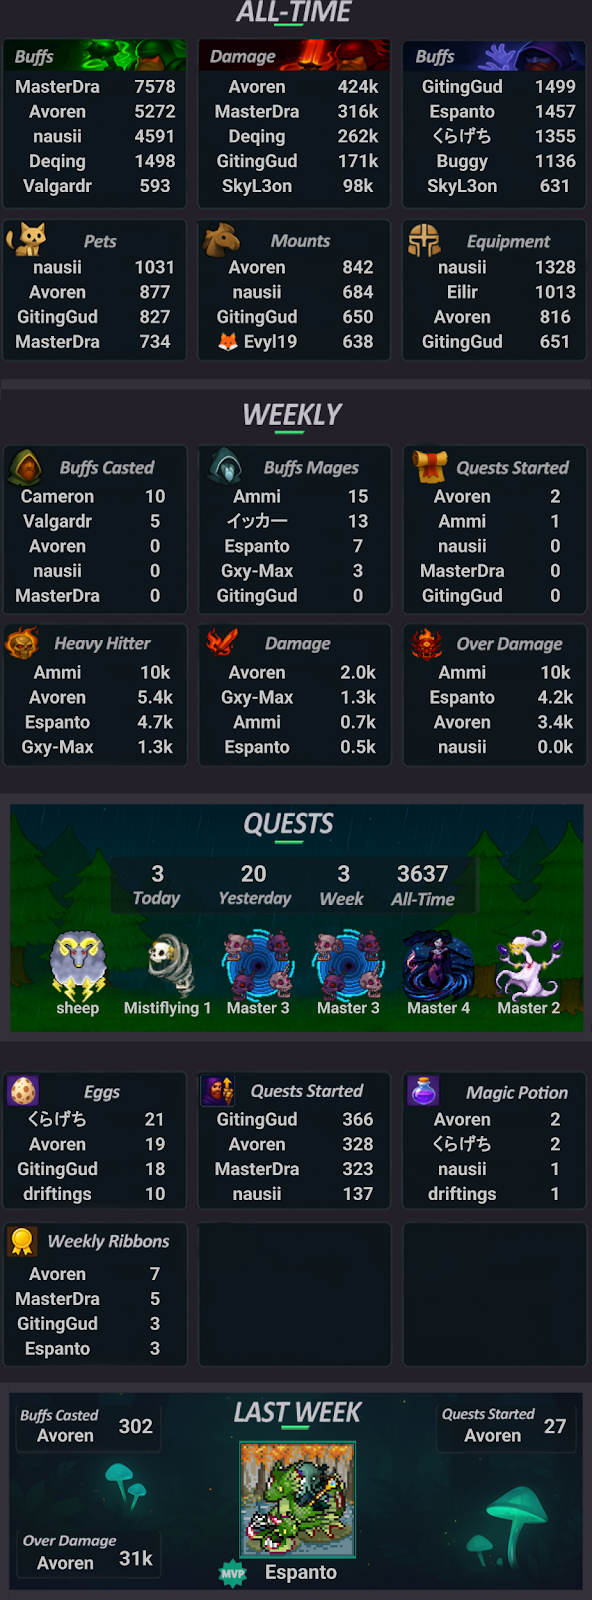 ALL-TIME
Buffs
MasterDra 7578
Avoren 5272
nausii 4591
Deqing 1498
Valgardr 593
Damage
Avoren 424k
MasterDra 316k
Deqing 262k
GitingGud 171k
SkyL3on 98k
Buffs
GitingGud 1499
Espanto 1457
くらげち 1355
Buggy 1136
SkyL3on 631
Pets
nausii 1031
Avoren 877
GitingGud 827
MasterDra 734
Mounts
Avoren 842
nausii 684
GitingGud 650
Evyl19 638
Equipment
nausii 1328
Eilir 1013
Avoren 816
GitingGud 651
WEEKLY
Buffs Casted
Cameron 10
Valgardr 5
Avoren 0
nausii 0
MasterDra 0
Buffs Mages
Ammi 15
イッカー 13
Espanto 7
Gxy-Max 3
GitingGud 0
Quests Started
Avoren 2
Ammi 1
nausii 0
MasterDra 0
GitingGud 0
Heavy Hitter
Ammi 10k
Avoren 5.4k
Espanto 4.7k
Gxy-Max 1.3k
Damage
Avoren 2.0k
Gxy-Max 1.3k
Ammi 0.7k
Espanto 0.5k
Over Damage
Ammi 10k
Espanto 4.2k
Avoren 3.4k
nausii 0.0k
QUESTS
3 20 3 3637
Today Yesterday Week All-Time
sheep Mistiflying 1 Master 3 Master 3 Master 4 Master 2
Eggs
くらげち 21
Avoren 19
GitingGud 18
driftings 10
Quests Started
GitingGud 366
Avoren 328
MasterDra 323
nausii 137
Magic Potion
Avoren 2
くらげち 2
nausii 1
driftings 1
Weekly Ribbons
Avoren 7
MasterDra 5
GitingGud 3
Espanto 3
LAST WEEK
Buffs Casted
Avoren 302
Quests Started
Avoren 27
Over Damage
Avoren 31k
MVP Espanto